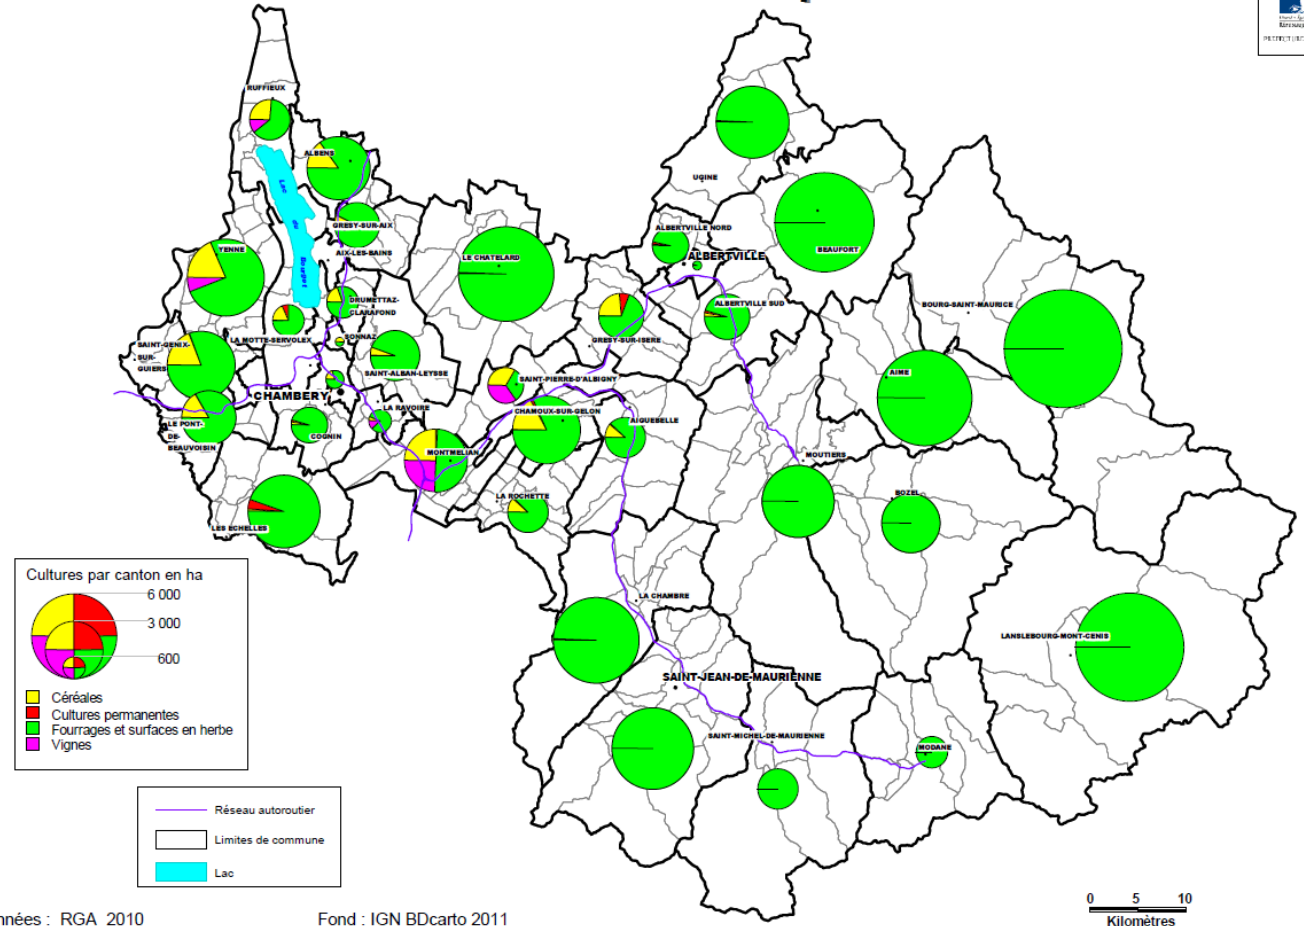 RUFFIEUX
ALBENS
UGINE
Lac
du
Bourget
GRESY-SUR-AIX
ALBERTVILLE NORD
YENNE
AIX-LES-BAINS
LE CHATELARD
ALBERTVILLE
BEAUFORT
DRUMETTAZ-
CLARAFOND
ALBERTVILLE SUD
BOURG-SAINT-MAURICE
LA MOTTE-SERVOLEX
SONNAZ
GRESY-SUR-ISERE
SAINT-GENIX-
SUR-
GUIERS
SAINT-ALBAN-LEYSSE
AIME
SAINT-PIERRE-D'ALBIGNY
CHAMBERY
LA RAVOIRE
CHAMOUX-SUR-GELON
AIGUEBELLE
LE PONT-
DE-
BEAUVOISIN
COGNIN
MONTMELIAN
MOUTIERS
LA ROCHETTE
BOZEL
LES ECHELLES
LA CHAMBRE
LANSLEBOURG-MONT-CENIS
SAINT-JEAN-DE-MAURIENNE
SAINT-MICHEL-DE-MAURIENNE
MODANE
Cultures par canton en ha
6 000
3 000
600
Céréales
Cultures permanentes
Fourrages et surfaces en herbe
Vignes
Réseau autoroutier
Limites de commune
Lac
0 5 10
Kilomètres
nnées : RGA 2010
Fond : IGN BDcarto 2011